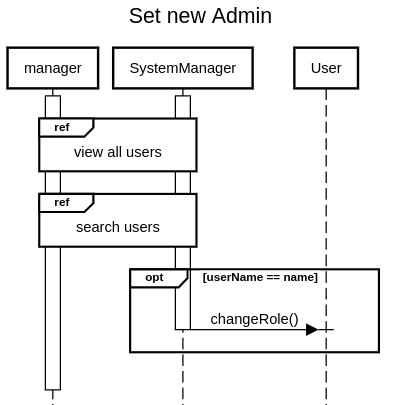 Set new Admin
manager
SystemManager
User
ref
view all users
ref
search users
opt
[userName == name]
changeRole()